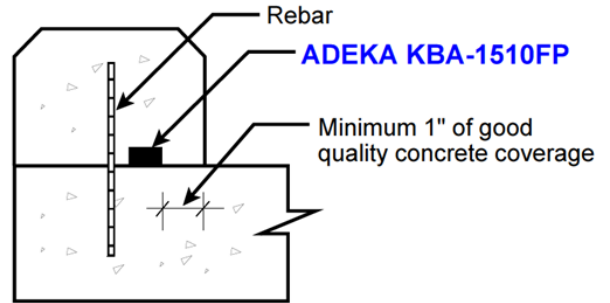 Rebar
ADEKA KBA-1510FP
Minimum 1" of good
quality concrete coverage